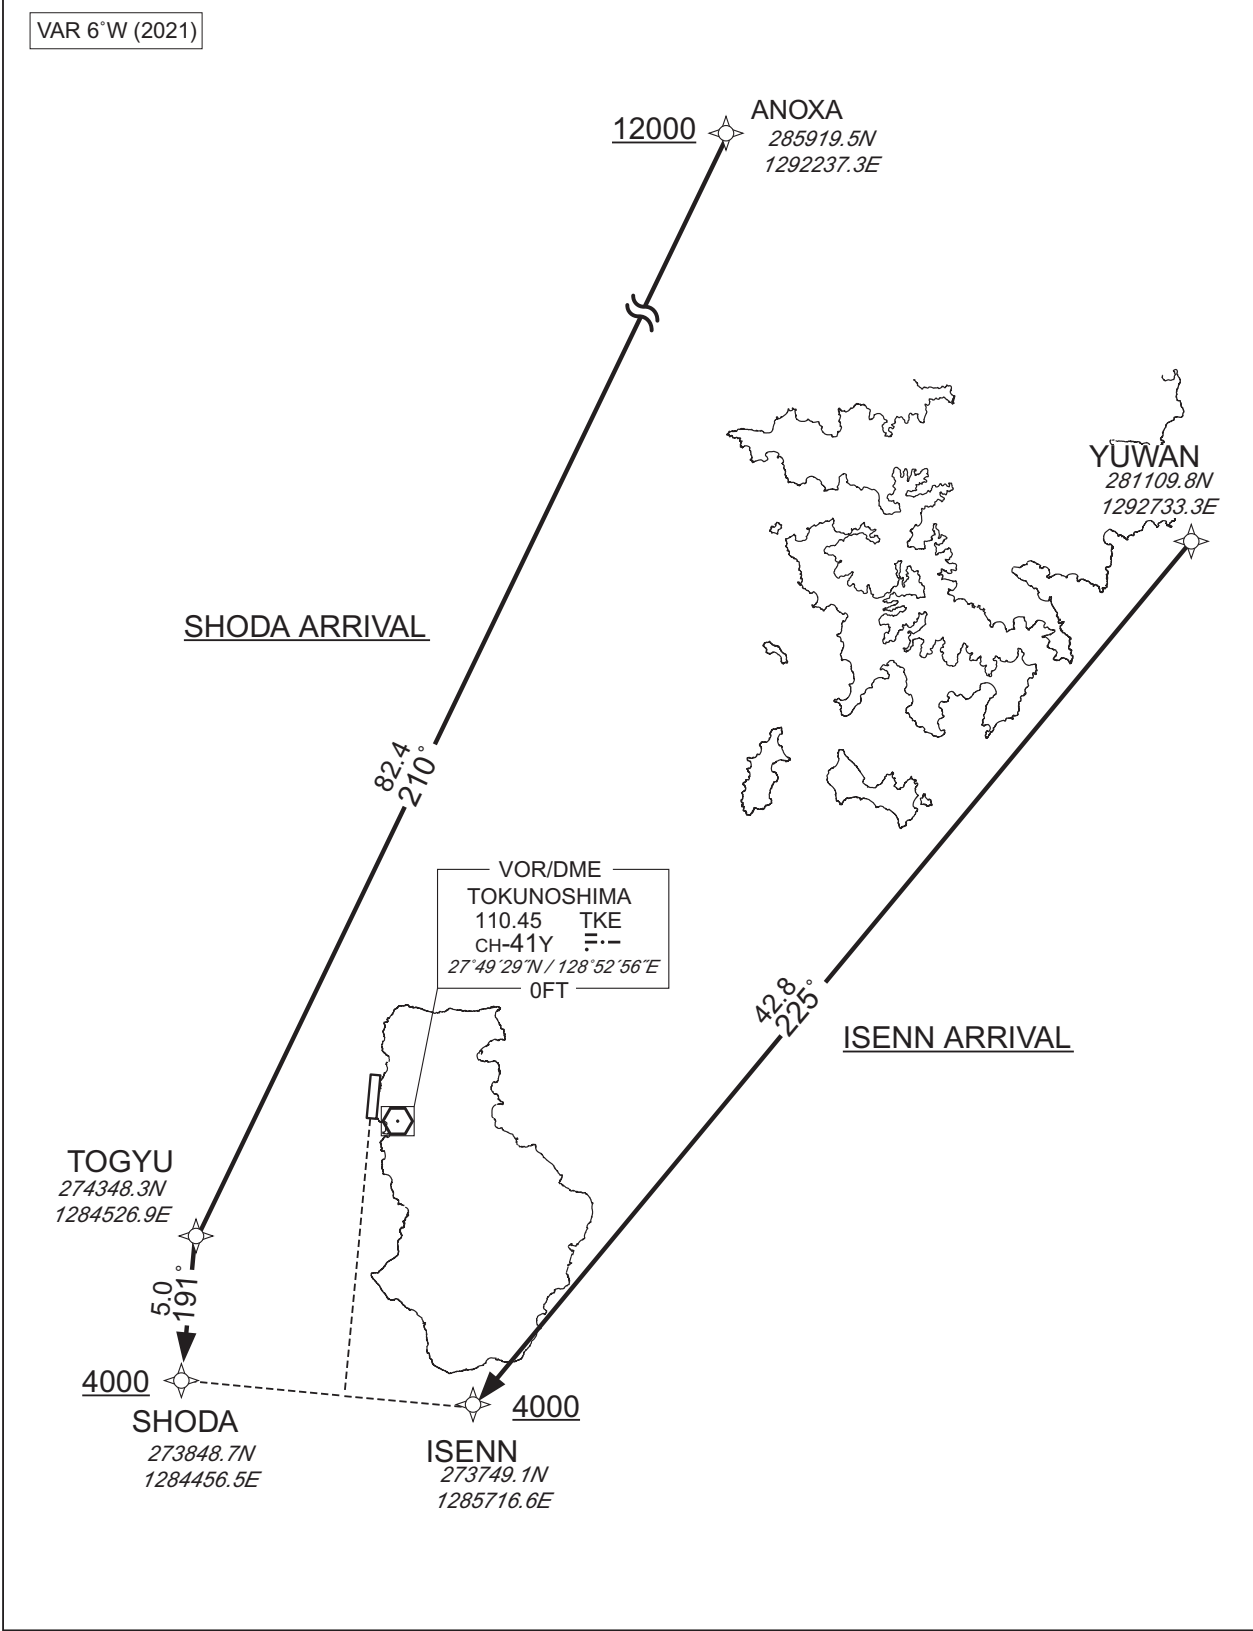 VAR 6°W (2021)
ANOXA
12000
285919.5N
1292237.3E
YUWAN
281109.8N
1292733.3E
SHODA ARRIVAL
82.4
210°
VOR/DME
TOKUNOSHIMA
110.45 TKE
CH-41Y
27°49´29˝N / 128°52´56˝E
0FT
42.8
225°
ISENN ARRIVAL
TOGYU
274348.3N
1284526.9E
5.0
191°
4000
SHODA
273848.7N
1284456.5E
4000
ISENN
273749.1N
1285716.6E